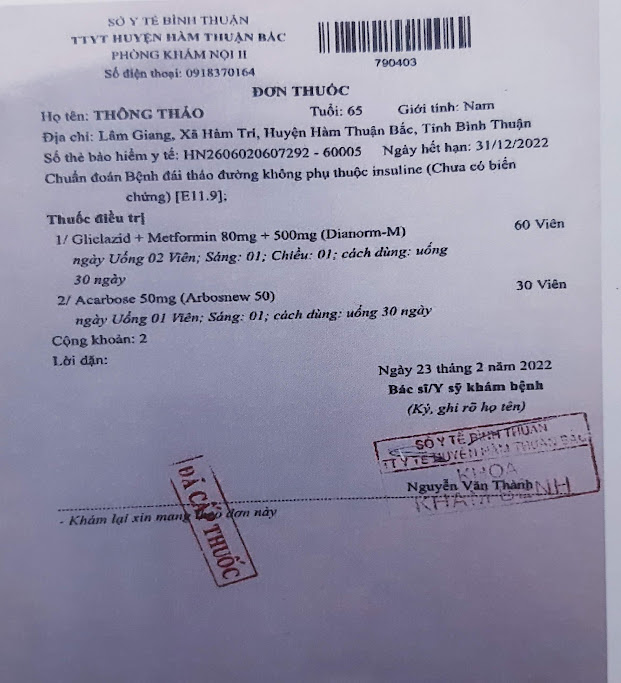 SỞ Y TẾ BÌNH THUẬN
TTYT HUYỆN HÀM THUẬN BẮC
PHÒNG KHÁM NỘI II
Số điện thoại: 0918370164
790403
ĐƠN THUỐC
Họ tên: THÔNG THẢO Tuổi: 65 Giới tính: Nam
Địa chỉ: Lâm Giang, Xã Hàm Trí, Huyện Hàm Thuận Bắc, Tỉnh Bình Thuận
Số thẻ bảo hiểm y tế: HN2606020607292 - 60005 Ngày hết hạn: 31/12/2022
Chuẩn đoán Bệnh đái tháo đường không phụ thuộc insuline (Chưa có biến
chứng) [E11.9];
Thuốc điều trị
1/ Gliclazid + Metformin 80mg + 500mg (Dianorm-M) 60 Viên
ngày Uống 02 Viên; Sáng: 01; Chiều: 01; cách dùng: uống
30 ngày
2/ Acarbose 50mg (Arbosnew 50) 30 Viên
ngày Uống 01 Viên; Sáng: 01; cách dùng: uống 30 ngày
Cộng khoản: 2
Lời dặn:
Ngày 23 tháng 2 năm 2022
Bác sĩ/Y sỹ khám bệnh
(Ký, ghi rõ họ tên)
SỞ Y TẾ BÌNH THUẬN
TT Y TẾ HUYỆN HÀM THUẬN BẮC
KHOA
Nguyễn Văn Thành
KHÁM BỆNH
- Khám lại xin mang theo đơn này
ĐÃ CẤP THUỐC